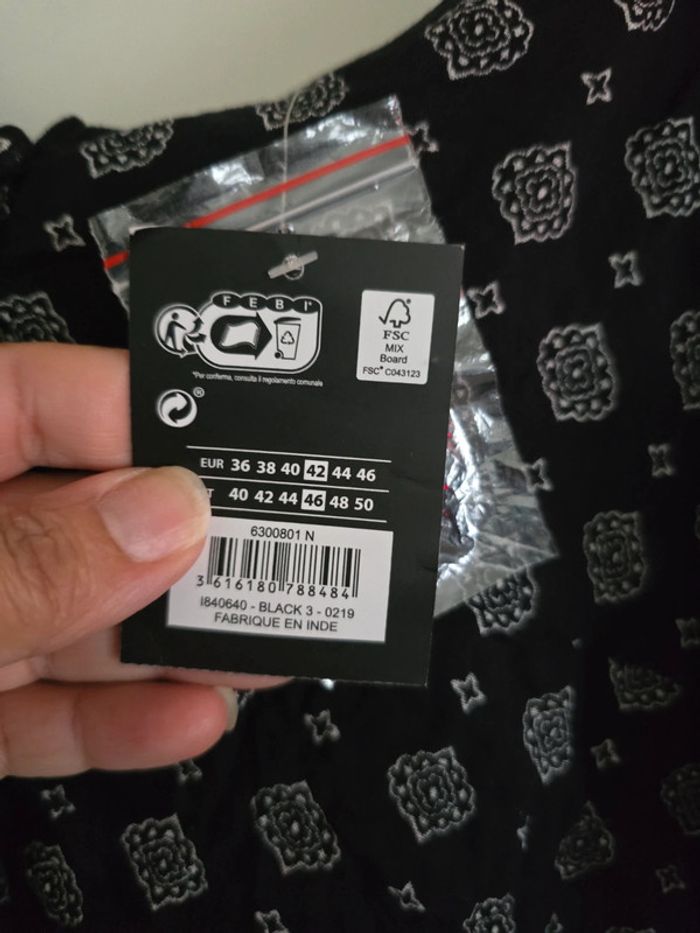 FEBI®
FSC
MIX
Board
FSC® C043123
*Per conferma, consulta il regolamento comunale
®
EUR 36 38 40 42 44 46
T 40 42 44 46 48 50
6300801 N
3 616180 788484
I840640 - BLACK 3 - 0219
FABRIQUE EN INDE